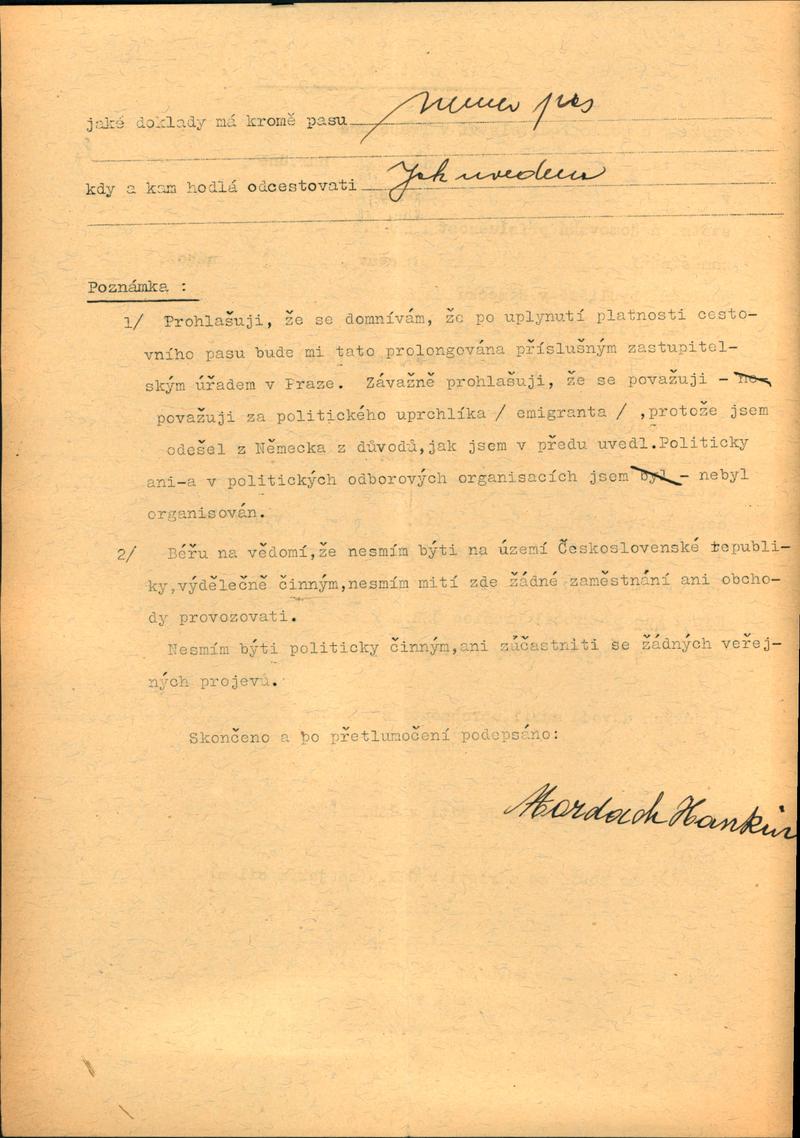 jaké doklady má kromě pasu
kdy a kam hodlá odcestovati Jak uvedeno
Poznámka :
1/ Prohlašuji, že se domnívám, že po uplynutí platnosti cesto-
vního pasu bude mi tato prolongována příslušným zastupitel-
ským úřadem v Praze. Závažně prohlašuji, že se považuji - ne-
považuji za politického uprchlíka / emigranta / ,protože jsem
odešel z Německa z důvodů,jak jsem v předu uvedl.Politicky
ani-a v politických odborových organisacích jsem byl - nebyl
organisován.
2/ Béřu na vědomí,že nesmím býti na území Československé republi-
ky,výdělečně činným,nesmím mití zde žádné zaměstnání ani obcho-
dy provozovati.
Nesmím býti politicky činným,ani záčastniti se žádných veřej-
ných projevů.
Skončeno a po přetlumočení podepsáno:
Mordach Hankin